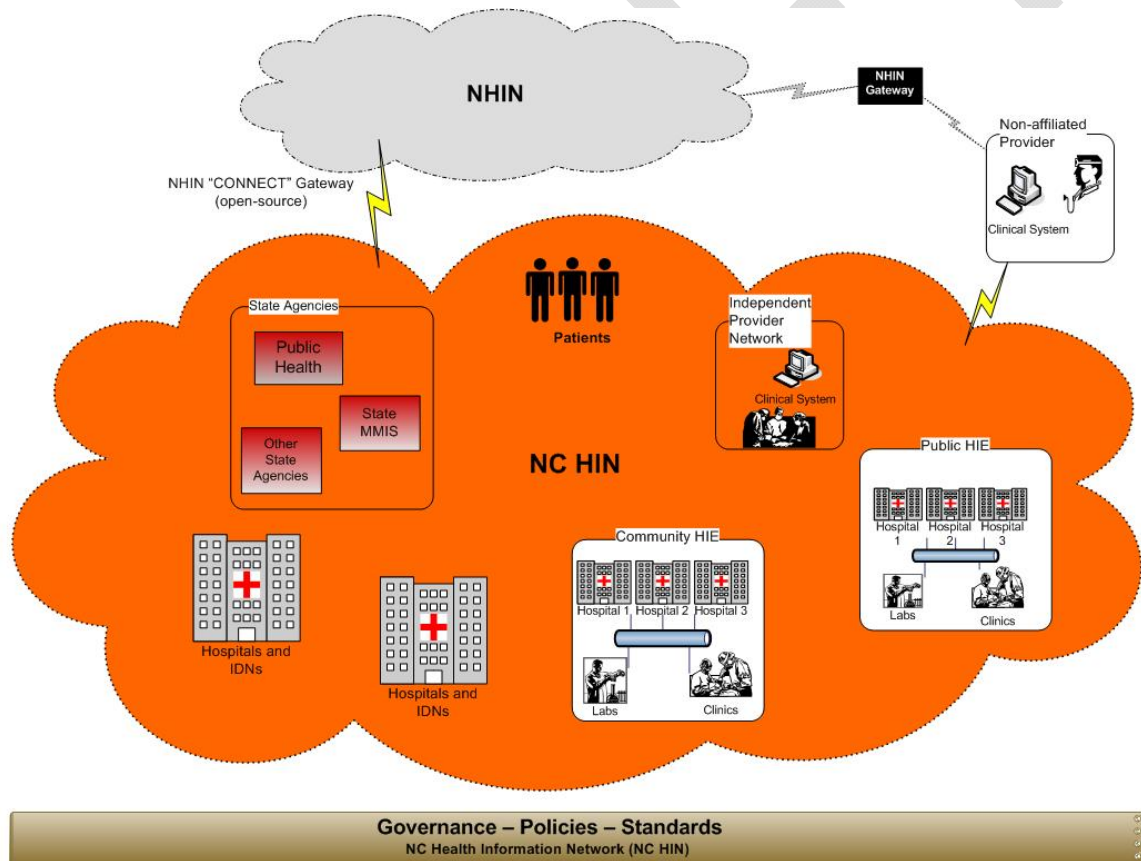 NHIN
NHIN
Gateway
Non-affiliated
Provider
Clinical System
NHIN "CONNECT" Gateway
(open-source)
State Agencies
Public
Health
State
MMIS
Other
State
Agencies
Patients
Independent
Provider
Network
Clinical System
NC HIN
Public HIE
Hospital
1
Hospital
2
Hospital
3
Labs
Clinics
Community HIE
Hospital 1
Hospital 2
Hospital 3
Labs
Clinics
Hospitals and
IDNs
Hospitals and
IDNs
Governance – Policies – Standards
NC Health Information Network (NC HIN)